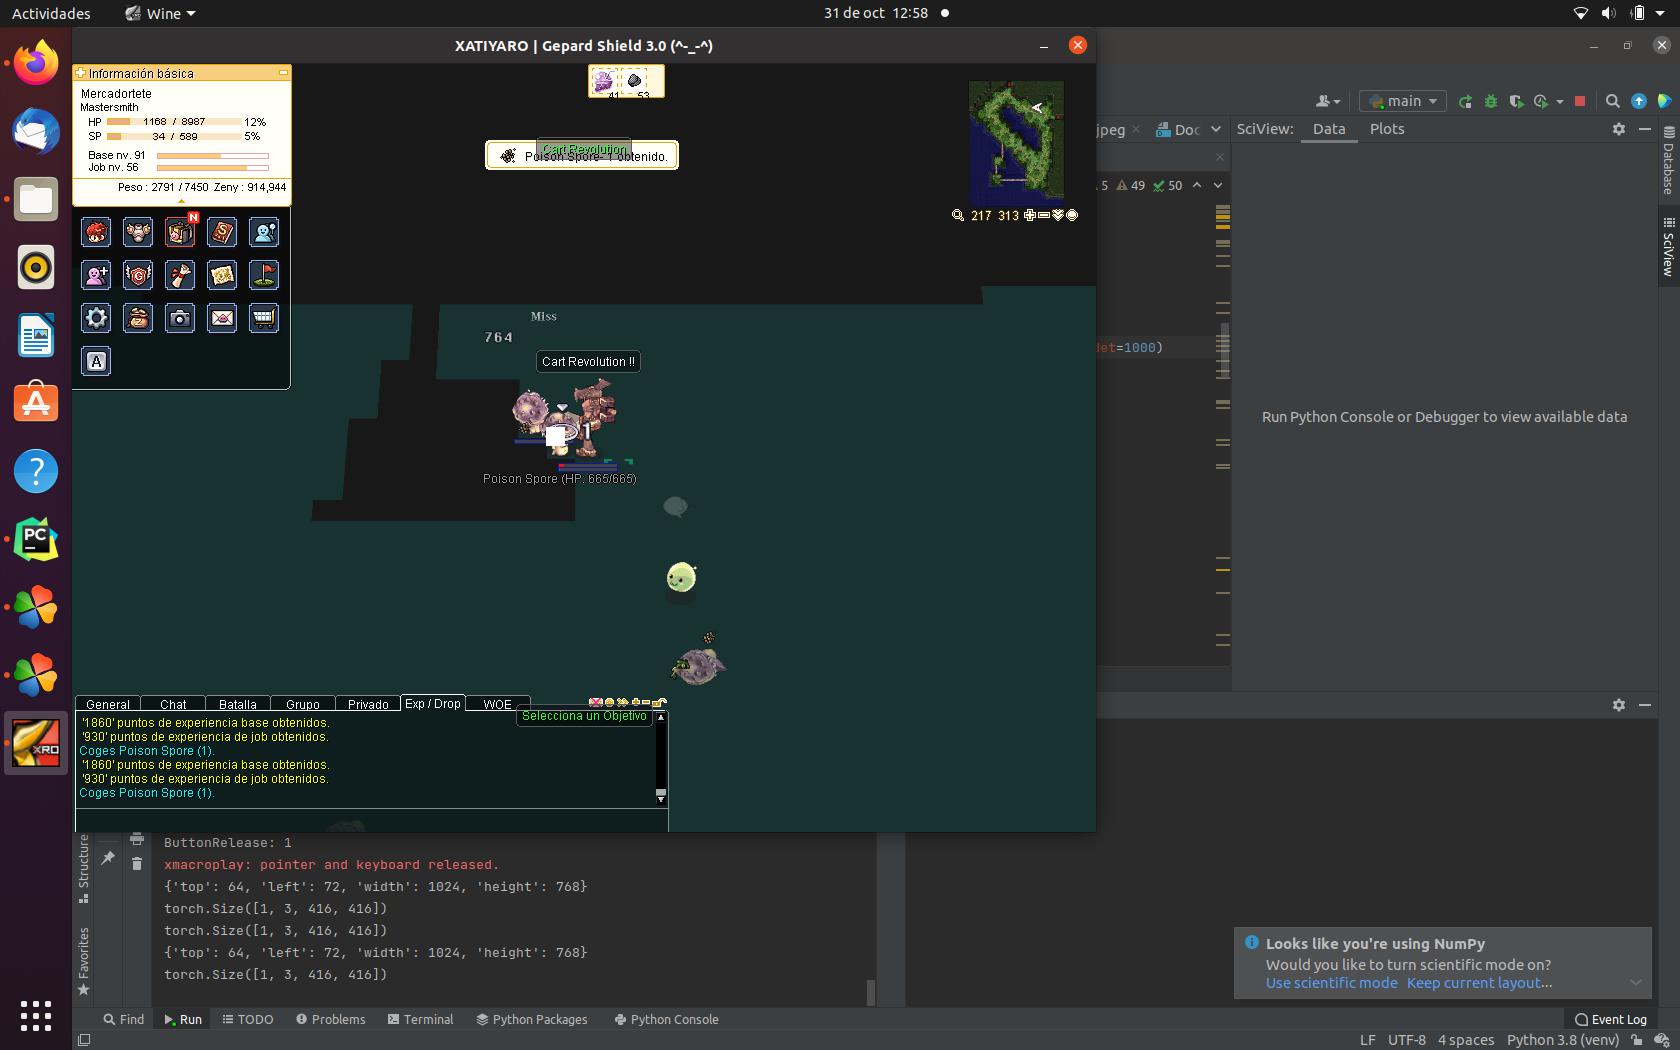 Actividades
Wine
31 de oct 12:58
XATIYARO | Gepard Shield 3.0 (^-_-^)
Información básica
Mercadortete
Mastersmith
HP 1168 / 8987 12%
SP 34 / 589 5%
Base nv. 91
Job nv. 56
Peso : 2791 / 7450 Zeny : 914,944
N
A
41 53
Cart Revolution
Poison Spore- 1 obtenido.
217 313
Miss
764
Cart Revolution !!
1
Poison Spore (HP: 665/665)
General Chat Batalla Grupo Privado Exp / Drop WOE
Selecciona un Objetivo
'1860' puntos de experiencia base obtenidos.
'930' puntos de experiencia de job obtenidos.
Coges Poison Spore (1).
'1860' puntos de experiencia base obtenidos.
'930' puntos de experiencia de job obtenidos.
Coges Poison Spore (1).
main
jpeg
Doc
SciView: Data Plots
5 49 50
det=1000)
Run Python Console or Debugger to view available data
Database
SciView
PC
XRO
Structure
Favorites
ButtonRelease: 1
xmacroplay: pointer and keyboard released.
{'top': 64, 'left': 72, 'width': 1024, 'height': 768}
torch.Size([1, 3, 416, 416])
torch.Size([1, 3, 416, 416])
{'top': 64, 'left': 72, 'width': 1024, 'height': 768}
torch.Size([1, 3, 416, 416])
Looks like you're using NumPy
Would you like to turn scientific mode on?
Use scientific mode Keep current layout...
Find Run TODO Problems Terminal Python Packages Python Console
Event Log
LF UTF-8 4 spaces Python 3.8 (venv)